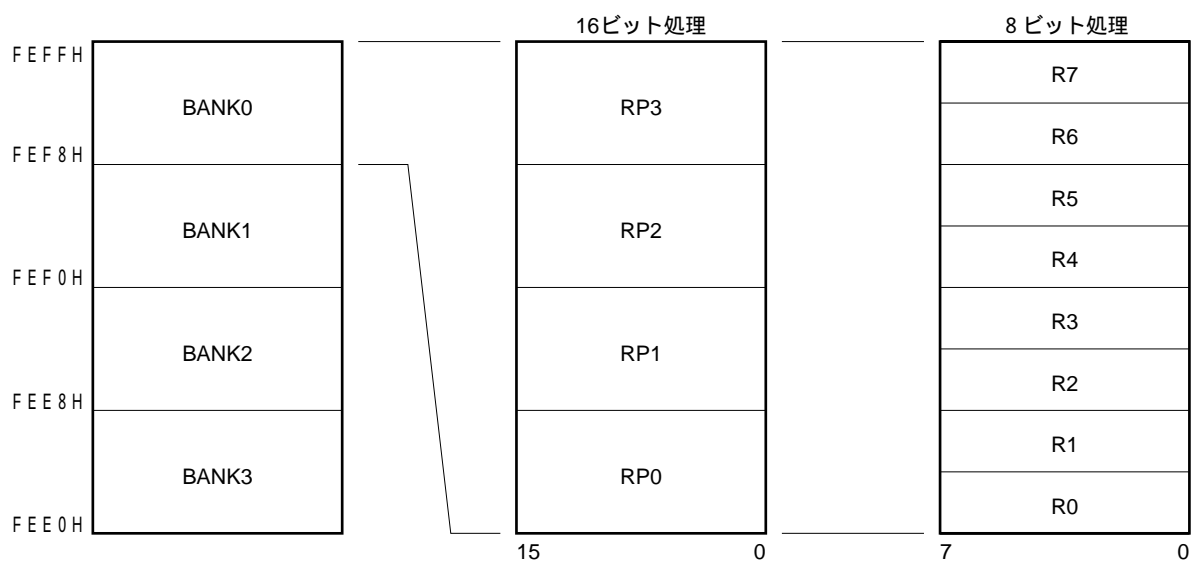 16ビット処理
8 ビット処理
FEFFH
BANK0
RP3
R7
R6
FEF8H
BANK1
RP2
R5
R4
FEF0H
BANK2
RP1
R3
R2
FEE8H
BANK3
RP0
R1
R0
FEE0H
15 0
7 0